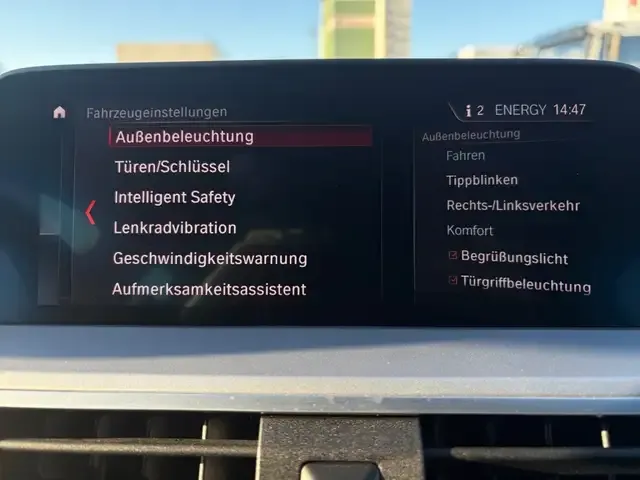 Fahrzeugeinstellungen
i 2 ENERGY 14:47
Außenbeleuchtung
Türen/Schlüssel
Intelligent Safety
Lenkradvibration
Geschwindigkeitswarnung
Aufmerksamkeitsassistent
Außenbeleuchtung
Fahren
Tippblinken
Rechts-/Linksverkehr
Komfort
Begrüßungslicht
Türgriffbeleuchtung